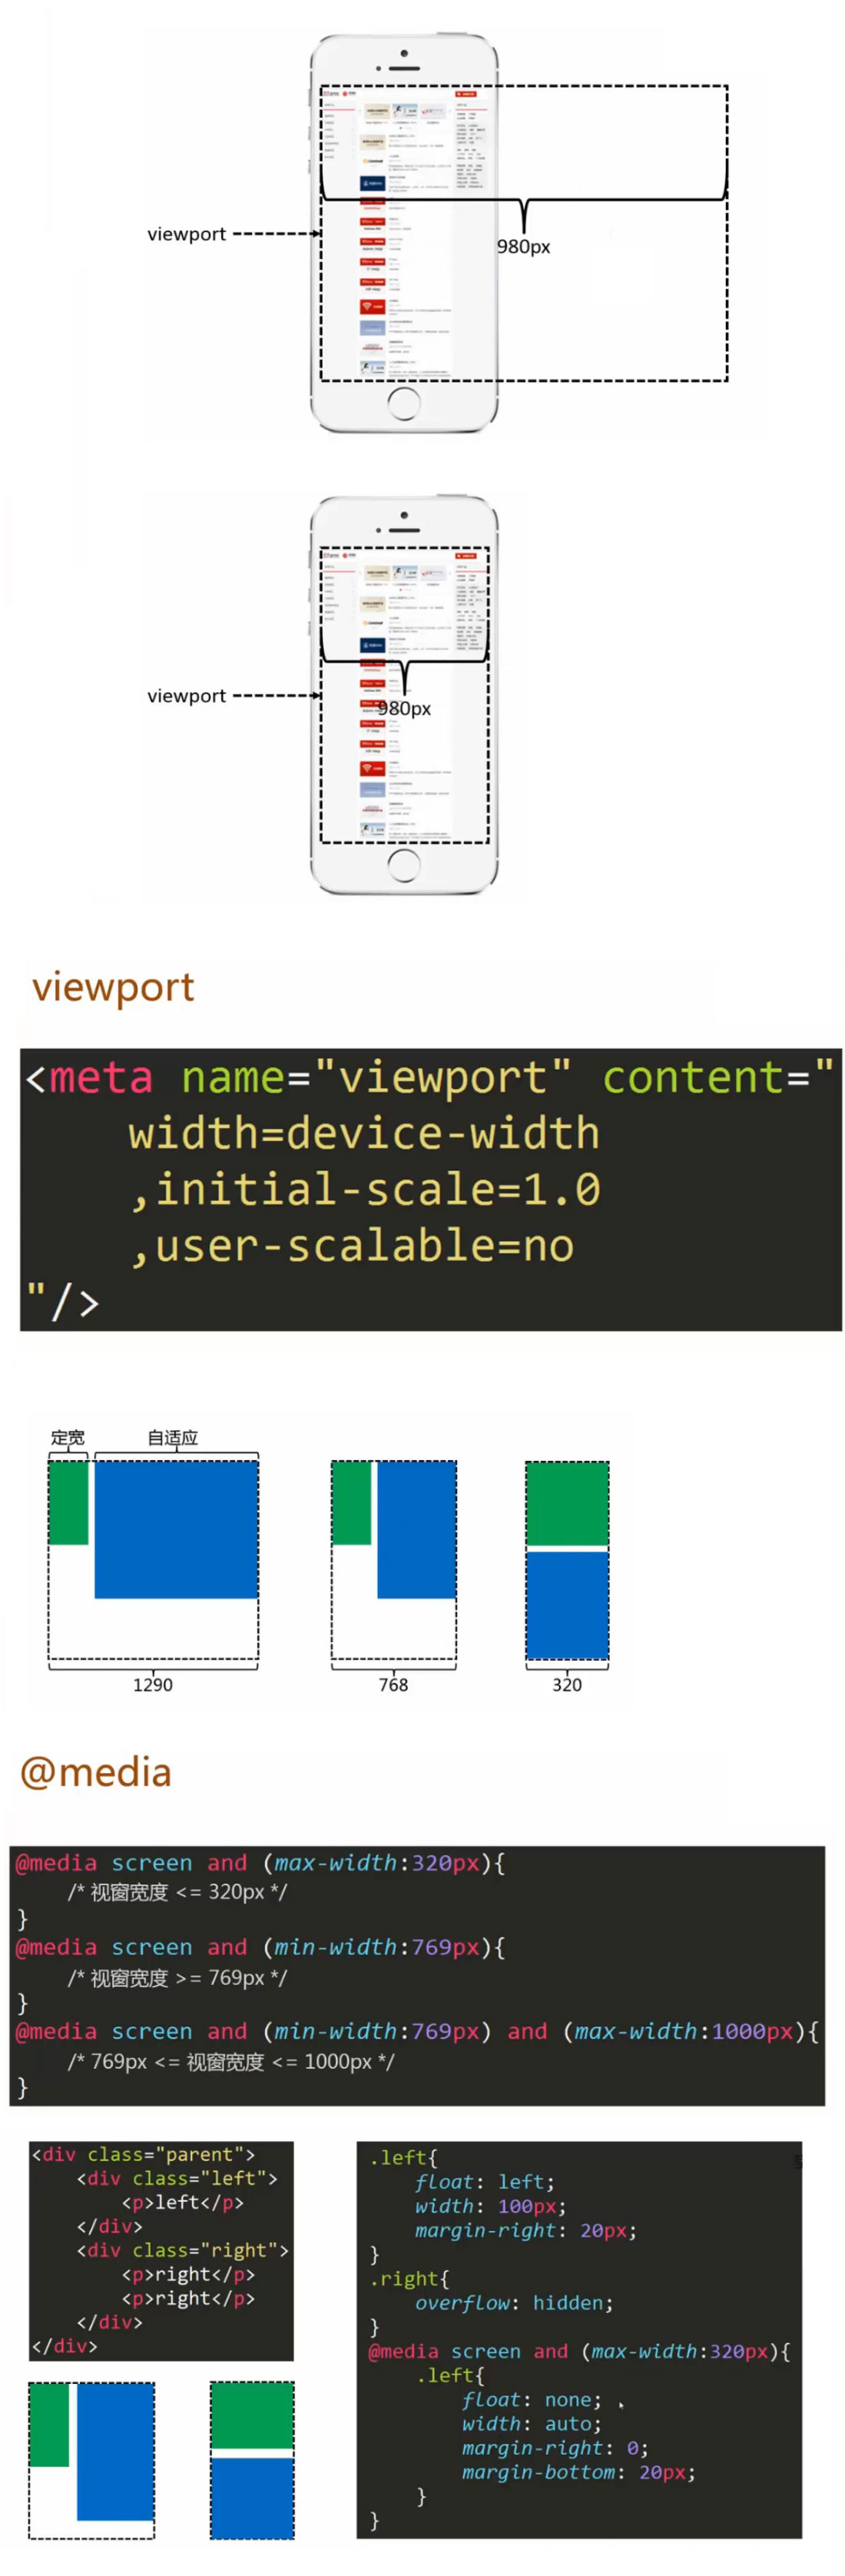 viewport
980px
viewport
980px
viewport
<meta name="viewport" content="
width=device-width
,initial-scale=1.0
,user-scalable=no
"/>
定宽 自适应
1290 768 320
@media
@media screen and (max-width:320px){
/* 视窗宽度 <= 320px */
}
@media screen and (min-width:769px){
/* 视窗宽度 >= 769px */
}
@media screen and (min-width:769px) and (max-width:1000px){
/* 769px <= 视窗宽度 <= 1000px */
}
<div class="parent">
<div class="left">
<p>left</p>
</div>
<div class="right">
<p>right</p>
<p>right</p>
</div>
</div>
.left{
float: left;
width: 100px;
margin-right: 20px;
}
.right{
overflow: hidden;
}
@media screen and (max-width:320px){
.left{
float: none;
width: auto;
margin-right: 0;
margin-bottom: 20px;
}
}